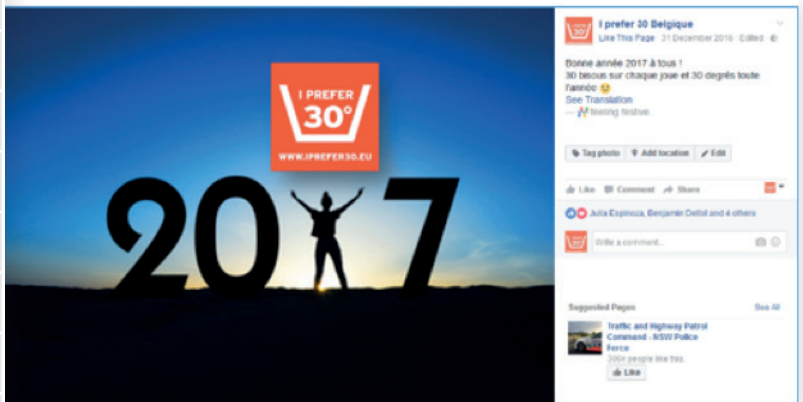 I PREFER
30°
WWW.IPREFER30.EU
2017
I prefer 30 Belgique
Like This Page · 31 December 2016 · Edited ·
Bonne année 2017 à tous !
30 bisous sur chaque joue et 30 degrés toute
l'année
See Translation
— feeling festive.
Tag photo Add location Edit
Like Comment Share
Julia Espinoza, Benjamin Dellot and 4 others
Write a comment...
Suggested Pages See All
Traffic and Highway Patrol
Command - NSW Police
Force
people like this.
Like